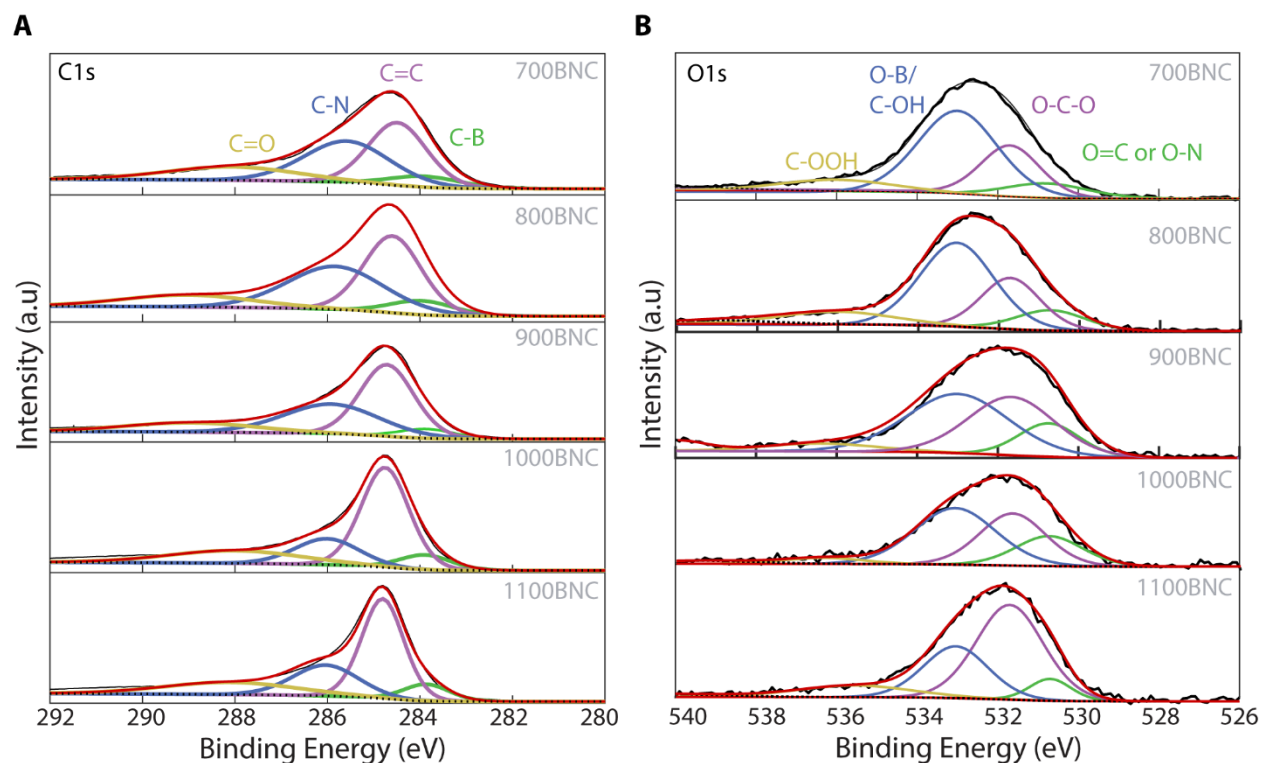 A
C1s
700BNC
C=C
C-N
C=O
C-B
800BNC
900BNC
1000BNC
1100BNC
Intensity (a.u)
292 290 288 286 284 282 280
Binding Energy (eV)
B
O1s
700BNC
O-B/
C-OH
O-C-O
C-OOH
O=C or O-N
800BNC
900BNC
1000BNC
1100BNC
Intensity (a.u)
540 538 536 534 532 530 528 526
Binding Energy (eV)